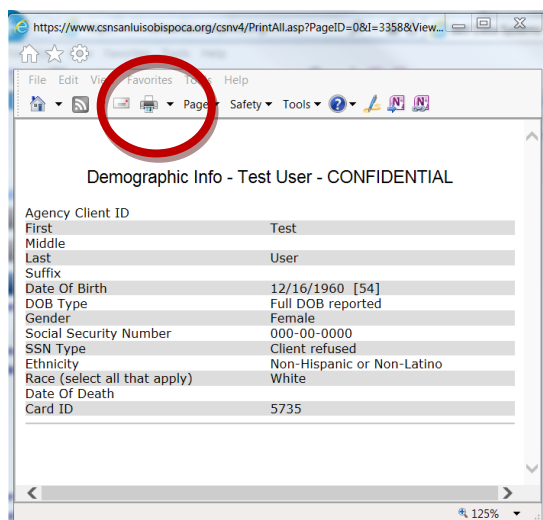 https://www.csnsanluisobispoca.org/csnv4/PrintAll.asp?PageID=0&I=3358&View...
File Edit View Favorites Tools Help
Page Safety Tools
Demographic Info - Test User - CONFIDENTIAL
Agency Client ID
First Test
Middle
Last User
Suffix
Date Of Birth 12/16/1960 [54]
DOB Type Full DOB reported
Gender Female
Social Security Number 000-00-0000
SSN Type Client refused
Ethnicity Non-Hispanic or Non-Latino
Race (select all that apply) White
Date Of Death
Card ID 5735
125%